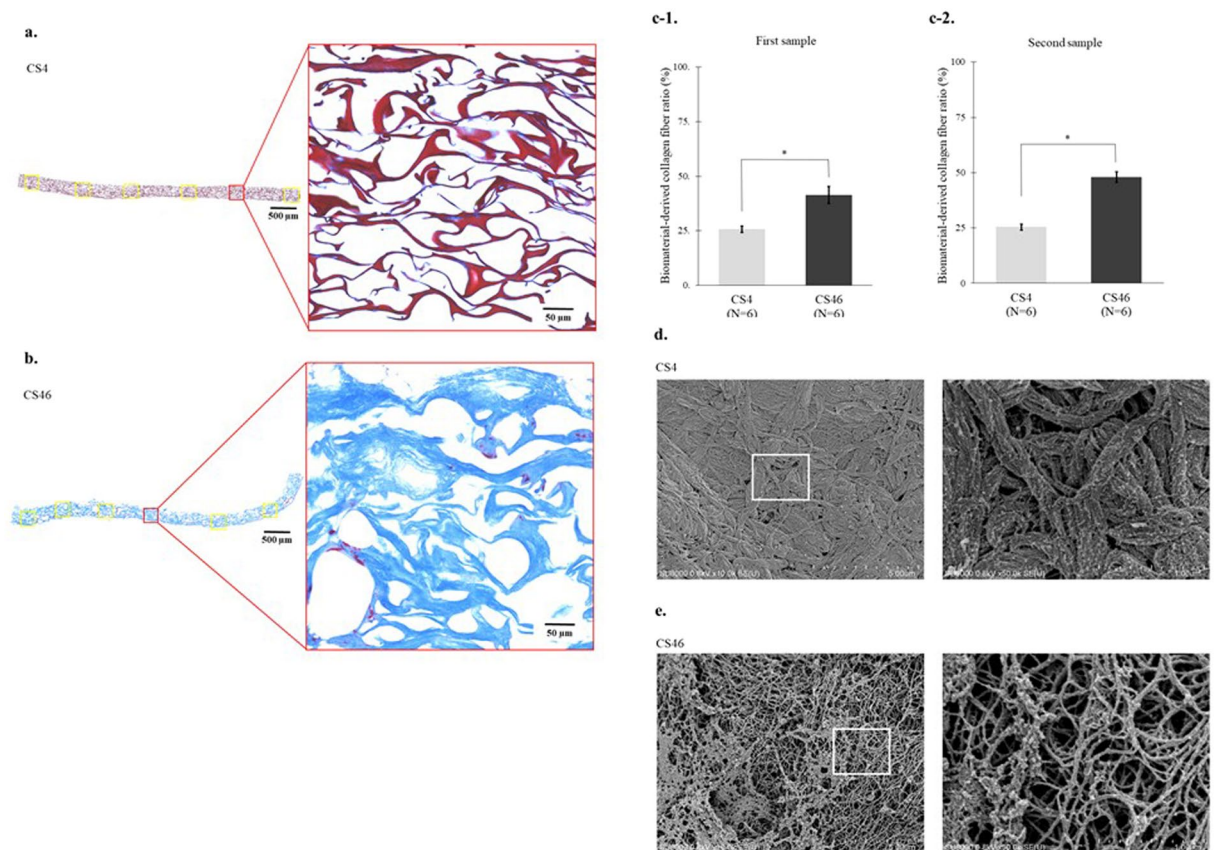 a.
CS4
500 µm
50 µm
b.
CS46
500 µm
50 µm
c-1.
First sample
Biomaterial-derived collagen fiber ratio (%)
100.
75.
50.
25.
0.
*
CS4
(N=6)
CS46
(N=6)
c-2.
Second sample
Biomaterial-derived collagen fiber ratio (%)
100
75
50
25
0
*
CS4
(N=6)
CS46
(N=6)
d.
CS4
5.00um
e.
CS46